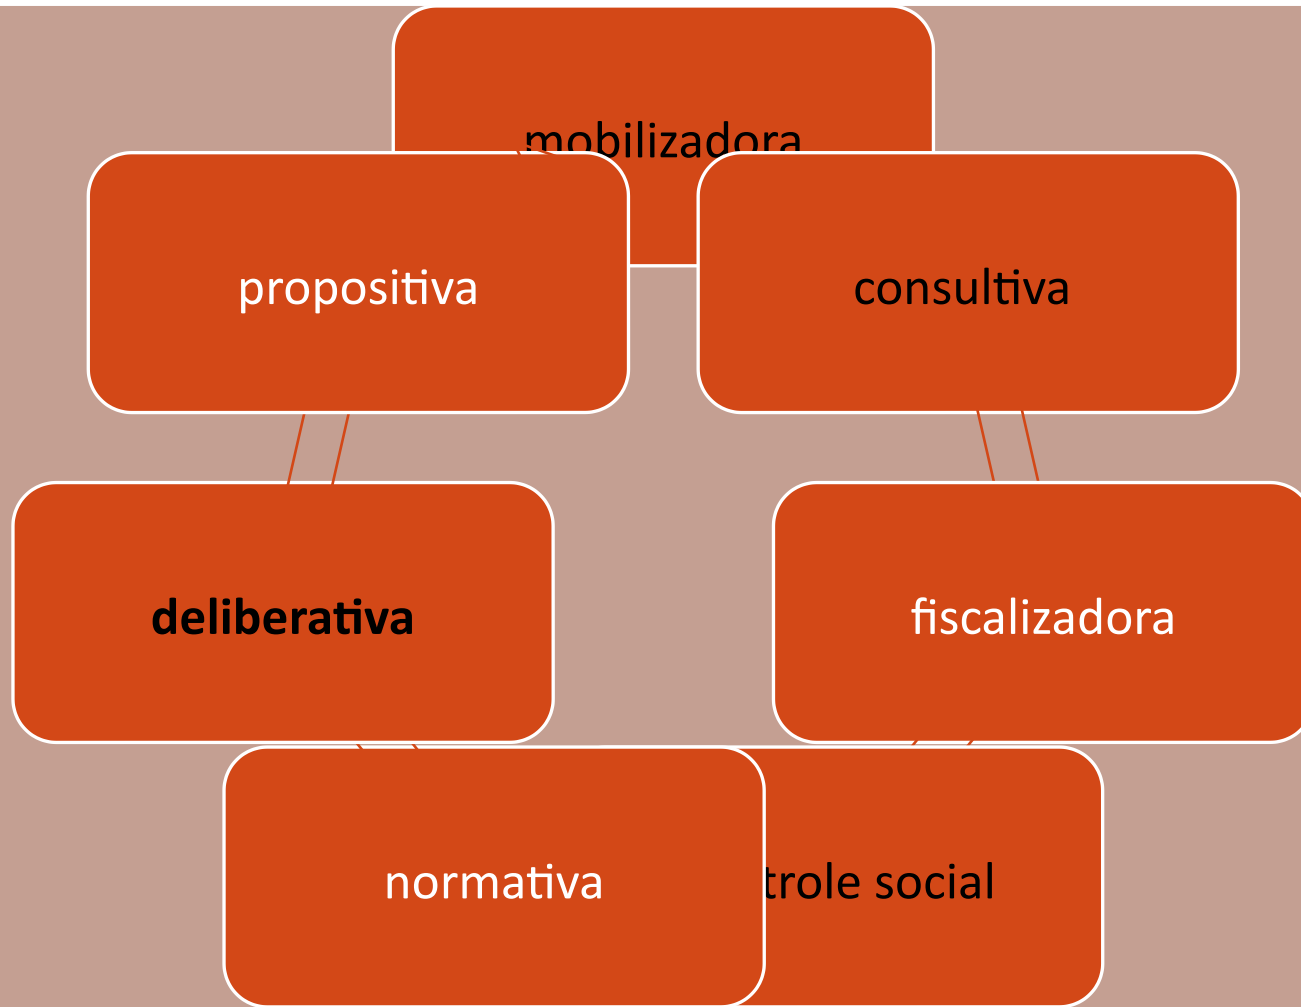 mobilizadora
propositiva
consultiva
deliberativa
fiscalizadora
normativa
trole social